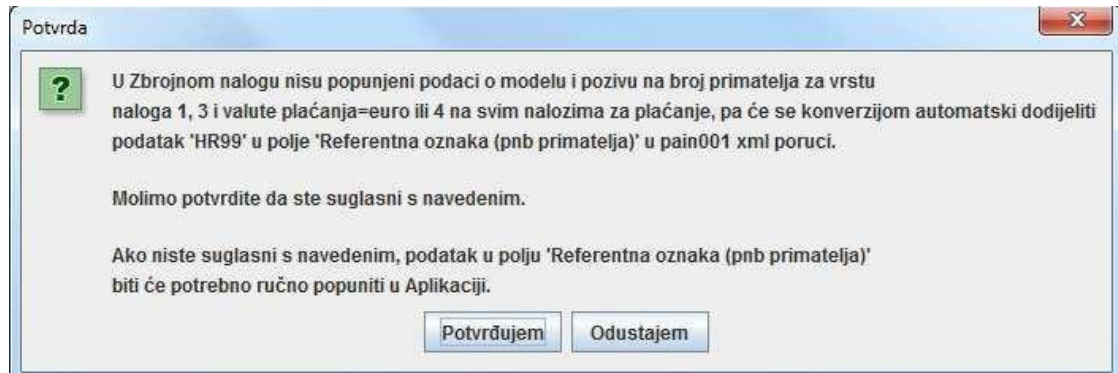 Potvrda
U Zbrojnom nalogu nisu popunjeni podaci o modelu i pozivu na broj primatelja za vrstu
naloga 1, 3 i valute plaćanja=euro ili 4 na svim nalozima za plaćanje, pa će se konverzijom automatski dodijeliti
podatak 'HR99' u polje 'Referentna oznaka (pnb primatelja)' u pain001 xml poruci.
Molimo potvrdite da ste suglasni s navedenim.
Ako niste suglasni s navedenim, podatak u polju 'Referentna oznaka (pnb primatelja)'
biti će potrebno ručno popuniti u Aplikaciji.
Potvrđujem Odustajem